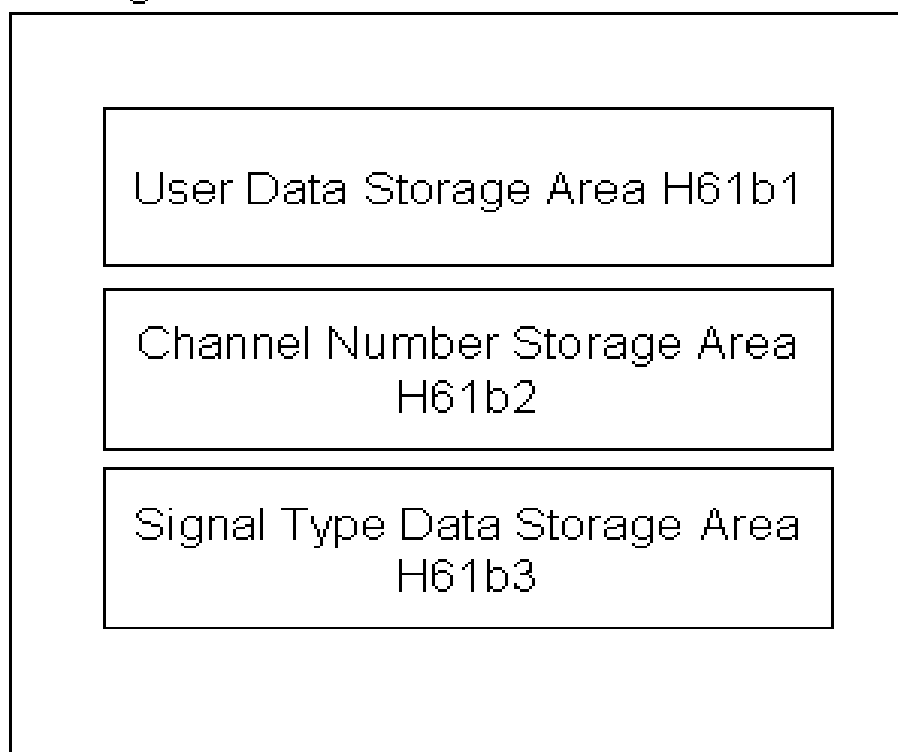 User Data Storage Area H61b1
Channel Number Storage Area
H61b2
Signal Type Data Storage Area
H61b3